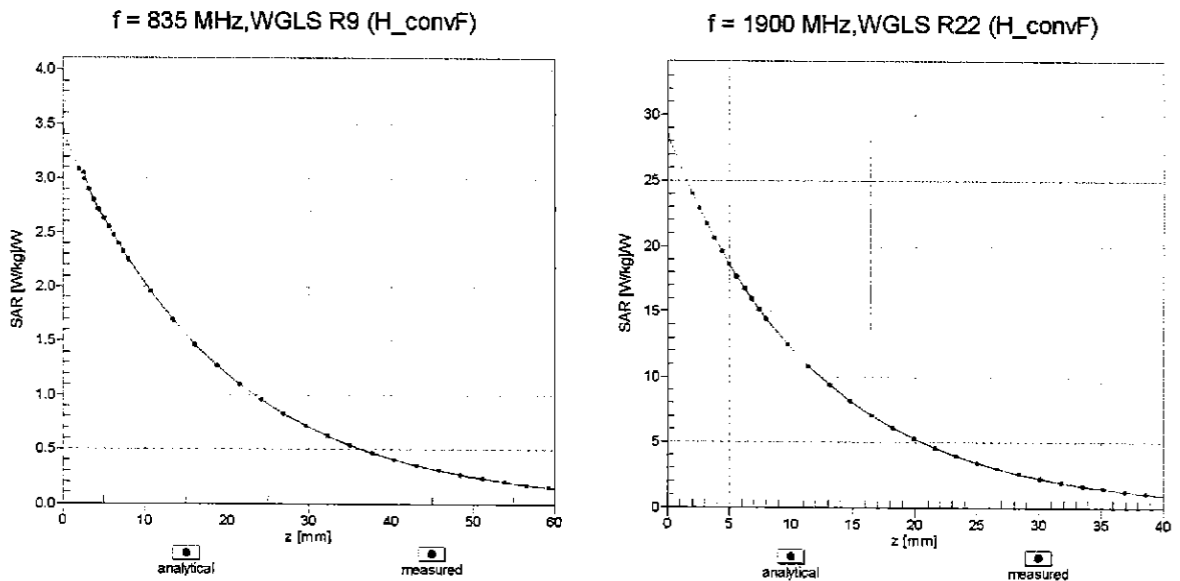 f = 835 MHz,WGLS R9 (H_convF)
4.0
3.5
3.0
2.5
2.0
1.5
1.0
0.5
0.0
SAR [W/kg]/W
0 10 20 30 40 50 60
z [mm]
analytical measured
f = 1900 MHz,WGLS R22 (H_convF)
30
25
20
15
10
5
0
SAR [W/kg]/W
0 5 10 15 20 25 30 35 40
z [mm]
analytical measured